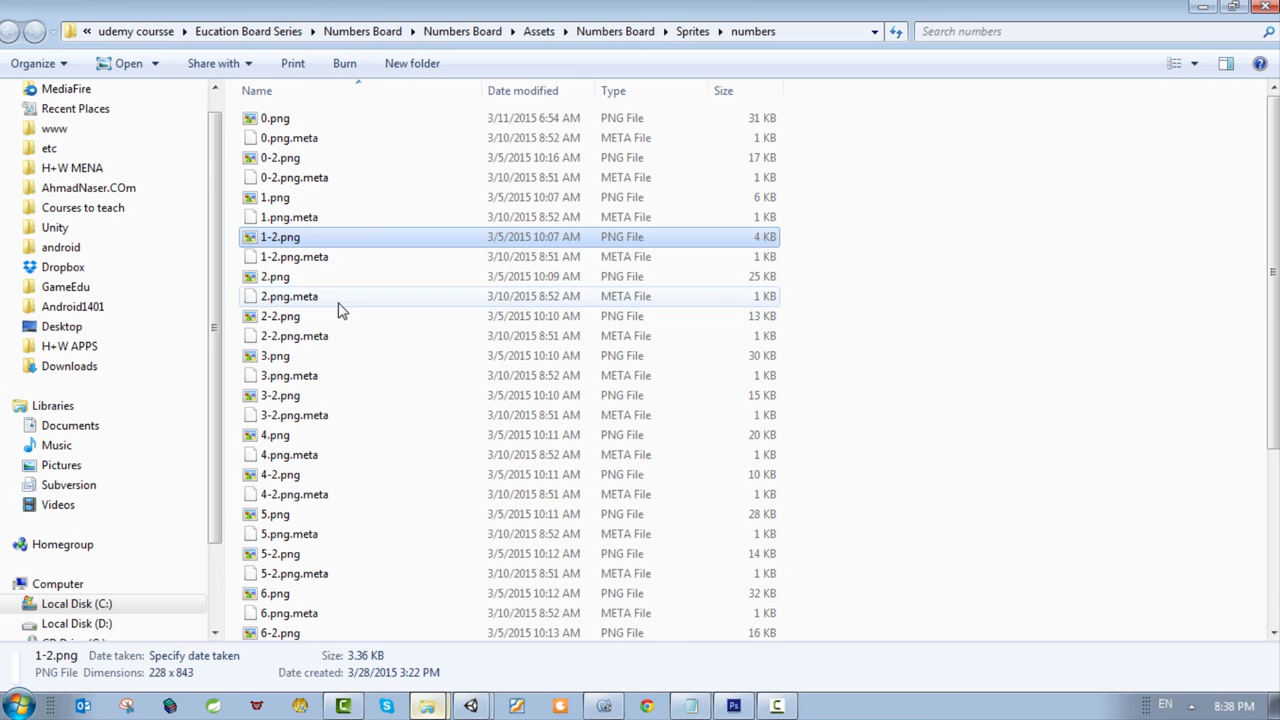 « udemy coursse ▸ Eucation Board Series ▸ Numbers Board ▸ Numbers Board ▸ Assets ▸ Numbers Board ▸ Sprites ▸ numbers Search numbers
Organize Open Share with Print Burn New folder
Name Date modified Type Size
MediaFire
Recent Places
www
etc
H+W MENA
AhmadNaser.COm
Courses to teach
Unity
android
Dropbox
GameEdu
Android1401
Desktop
H+W APPS
Downloads
Libraries
Documents
Music
Pictures
Subversion
Videos
Homegroup
Computer
Local Disk (C:)
Local Disk (D:)
0.png 3/11/2015 6:54 AM PNG File 31 KB
0.png.meta 3/10/2015 8:52 AM META File 1 KB
0-2.png 3/5/2015 10:16 AM PNG File 17 KB
0-2.png.meta 3/10/2015 8:51 AM META File 1 KB
1.png 3/5/2015 10:07 AM PNG File 6 KB
1.png.meta 3/10/2015 8:52 AM META File 1 KB
1-2.png 3/5/2015 10:07 AM PNG File 4 KB
1-2.png.meta 3/10/2015 8:51 AM META File 1 KB
2.png 3/5/2015 10:09 AM PNG File 25 KB
2.png.meta 3/10/2015 8:52 AM META File 1 KB
2-2.png 3/5/2015 10:10 AM PNG File 13 KB
2-2.png.meta 3/10/2015 8:51 AM META File 1 KB
3.png 3/5/2015 10:10 AM PNG File 30 KB
3.png.meta 3/10/2015 8:52 AM META File 1 KB
3-2.png 3/5/2015 10:10 AM PNG File 15 KB
3-2.png.meta 3/10/2015 8:51 AM META File 1 KB
4.png 3/5/2015 10:11 AM PNG File 20 KB
4.png.meta 3/10/2015 8:52 AM META File 1 KB
4-2.png 3/5/2015 10:11 AM PNG File 10 KB
4-2.png.meta 3/10/2015 8:51 AM META File 1 KB
5.png 3/5/2015 10:11 AM PNG File 28 KB
5.png.meta 3/10/2015 8:52 AM META File 1 KB
5-2.png 3/5/2015 10:12 AM PNG File 14 KB
5-2.png.meta 3/10/2015 8:51 AM META File 1 KB
6.png 3/5/2015 10:12 AM PNG File 32 KB
6.png.meta 3/10/2015 8:52 AM META File 1 KB
6-2.png 3/5/2015 10:13 AM PNG File 16 KB
1-2.png Date taken: Specify date taken Size: 3.36 KB
PNG File Dimensions: 228 x 843 Date created: 3/28/2015 3:22 PM
EN 8:38 PM